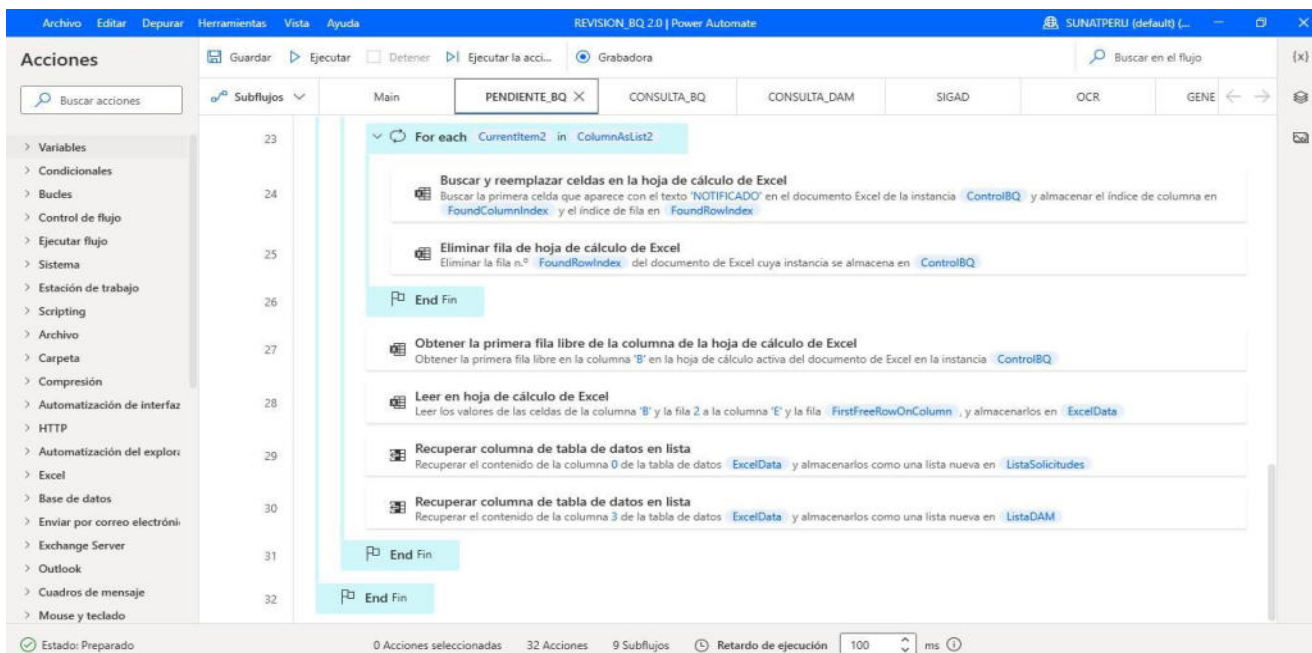 Archivo Editar Depurar Herramientas Vista Ayuda REVISION_BQ 2.0 | Power Automate SUNATPERU (default) (...
Acciones
Guardar Ejecutar Detener Ejecutar la acci... Grabadora Buscar en el flujo {x}
Buscar acciones
Subflujos Main PENDIENTE_BQ CONSULTA_BQ CONSULTA_DAM SIGAD OCR GENE
Variables
Condicionales
Bucles
Control de flujo
Ejecutar flujo
Sistema
Estación de trabajo
Scripting
Archivo
Carpeta
Compresión
Automatización de interfaz
HTTP
Automatización del explora
Excel
Base de datos
Enviar por correo electróni
Exchange Server
Outlook
Cuadros de mensaje
Mouse y teclado
23 For each CurrentItem2 in ColumnAsList2
24 Buscar y reemplazar celdas en la hoja de cálculo de Excel
Buscar la primera celda que aparece con el texto 'NOTIFICADO' en el documento Excel de la instancia ControlBQ y almacenar el índice de columna en
FoundColumnIndex y el índice de fila en FoundRowIndex
25 Eliminar fila de hoja de cálculo de Excel
Eliminar la fila n.º FoundRowIndex del documento de Excel cuya instancia se almacena en ControlBQ
26 End Fin
27 Obtener la primera fila libre de la columna de la hoja de cálculo de Excel
Obtener la primera fila libre en la columna 'B' en la hoja de cálculo activa del documento de Excel en la instancia ControlBQ
28 Leer en hoja de cálculo de Excel
Leer los valores de las celdas de la columna 'B' y la fila 2 a la columna 'E' y la fila FirstFreeRowOnColumn , y almacenarlos en ExcelData
29 Recuperar columna de tabla de datos en lista
Recuperar el contenido de la columna 0 de la tabla de datos ExcelData y almacenarlos como una lista nueva en ListaSolicitudes
30 Recuperar columna de tabla de datos en lista
Recuperar el contenido de la columna 3 de la tabla de datos ExcelData y almacenarlos como una lista nueva en ListaDAM
31 End Fin
32 End Fin
Estado: Preparado 0 Acciones seleccionadas 32 Acciones 9 Subflujos Retardo de ejecución 100 ms